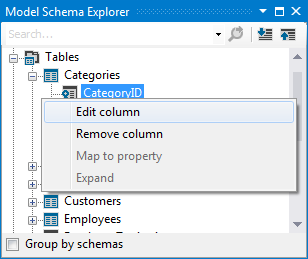 Model Schema Explorer
Search...
Tables
Categories
CategoryID
Edit column
Remove column
Map to property
Expand
Customers
Employees
Group by schemas